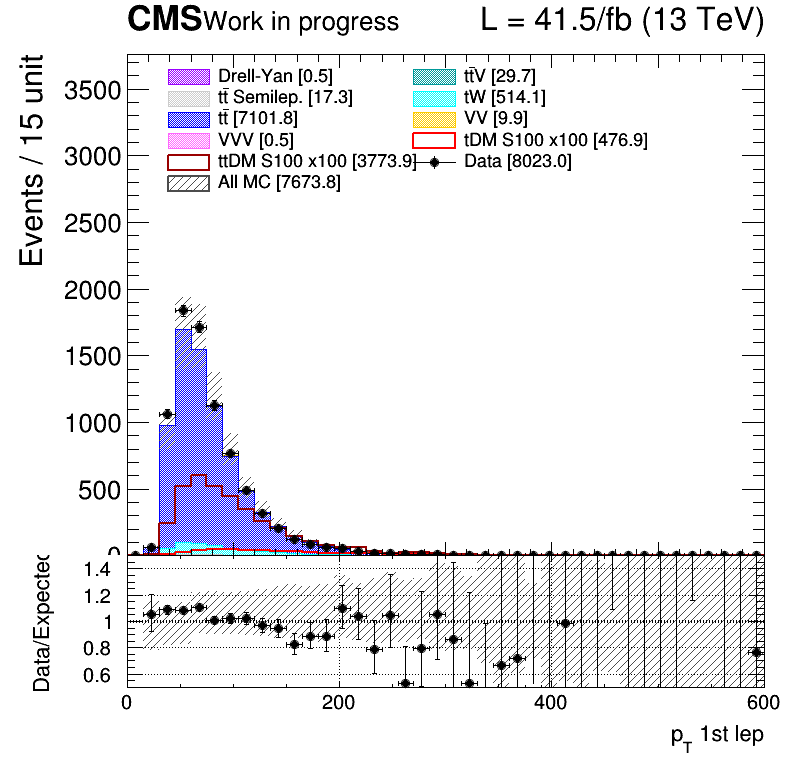 CMS Work in progress L = 41.5/fb (13 TeV)
Events / 15 unit
3500
3000
2500
2000
1500
1000
500
0
Drell-Yan [0.5]
tt̄ Semilep. [17.3]
tt̄ [7101.8]
VVV [0.5]
ttDM S100 x100 [3773.9]
All MC [7673.8]
tt̄V [29.7]
tW [514.1]
VV [9.9]
tDM S100 x100 [476.9]
Data [8023.0]
Data/Expected
1.4
1.2
1
0.8
0.6
0 200 400 600
p_T 1st lep